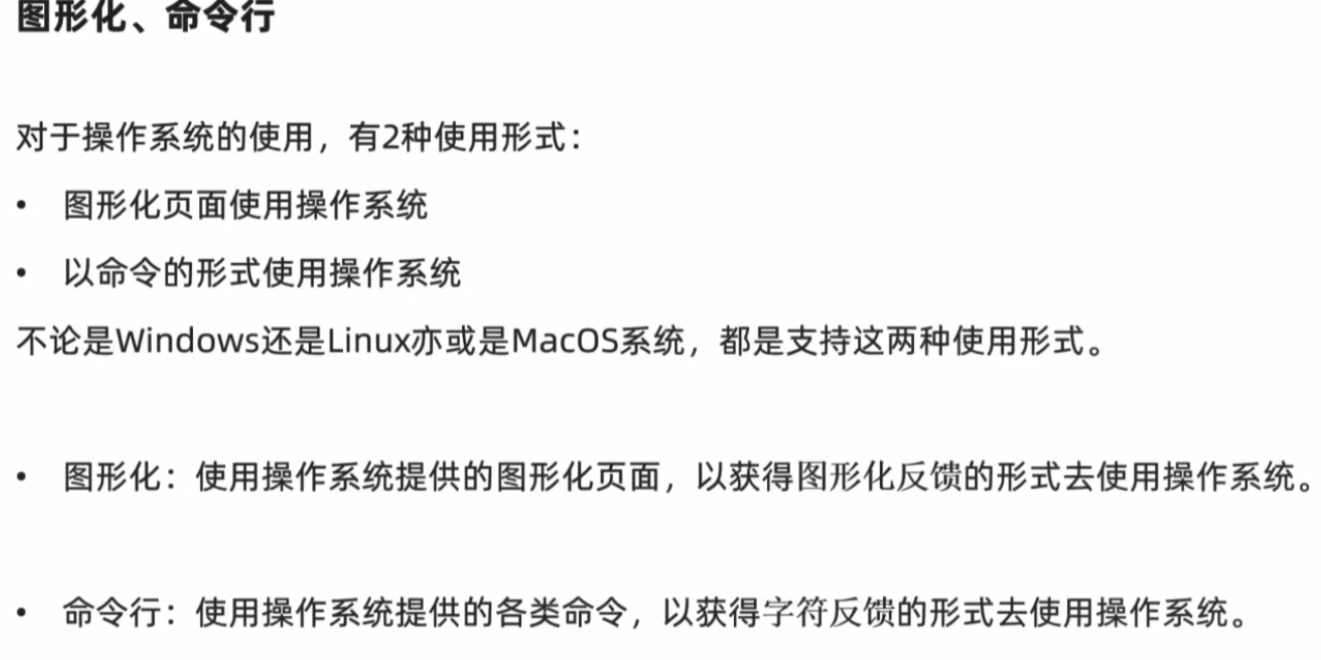 图形化、命令行
对于操作系统的使用，有2种使用形式：
• 图形化页面使用操作系统
• 以命令的形式使用操作系统
不论是Windows还是Linux亦或是MacOS系统，都是支持这两种使用形式。
• 图形化：使用操作系统提供的图形化页面，以获得图形化反馈的形式去使用操作系统。
• 命令行：使用操作系统提供的各类命令，以获得字符反馈的形式去使用操作系统。